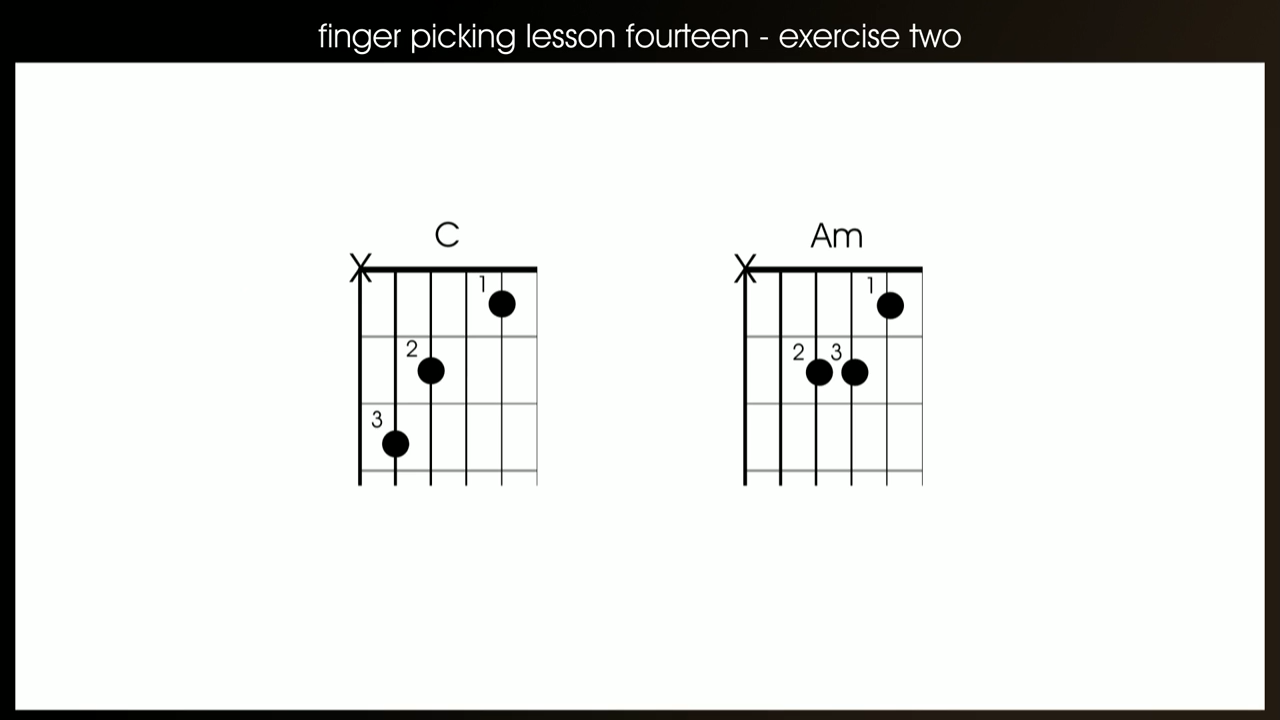 finger picking lesson fourteen - exercise two
C
X
1
2
3
Am
X
1
2 3